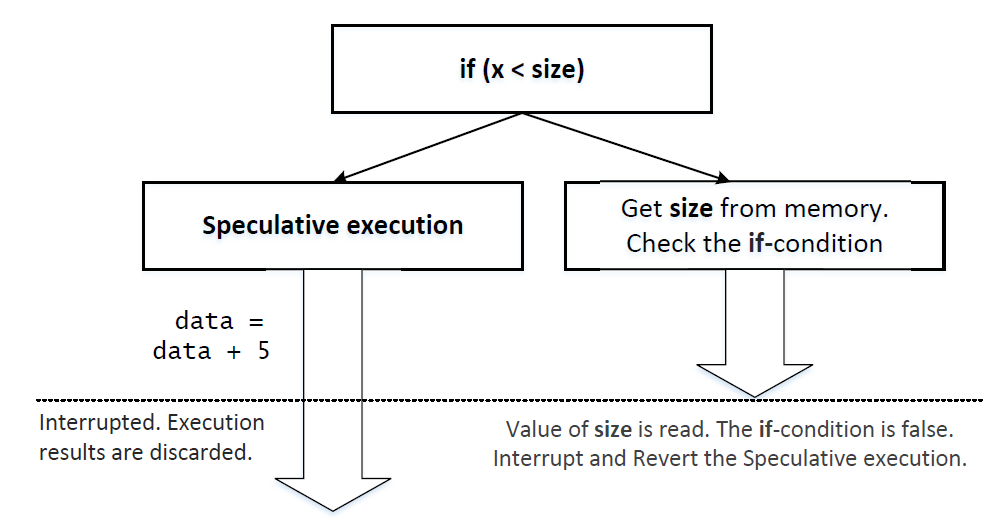 if (x < size)
Speculative execution
Get size from memory.
Check the if-condition
data =
data + 5
Interrupted. Execution
results are discarded.
Value of size is read. The if-condition is false.
Interrupt and Revert the Speculative execution.